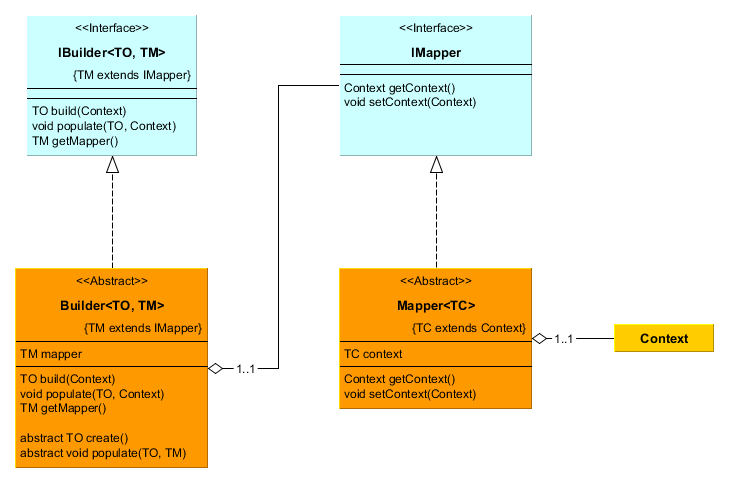 <<Interface>>
IBuilder<TO, TM>
{TM extends IMapper}
TO build(Context)
void populate(TO, Context)
TM getMapper()
<<Interface>>
IMapper
Context getContext()
void setContext(Context)
<<Abstract>>
Builder<TO, TM>
{TM extends IMapper}
TM mapper
TO build(Context)
void populate(TO, Context)
TM getMapper()
abstract TO create()
abstract void populate(TO, TM)
1..1
<<Abstract>>
Mapper<TC>
{TC extends Context}
TC context
Context getContext()
void setContext(Context)
1..1
Context